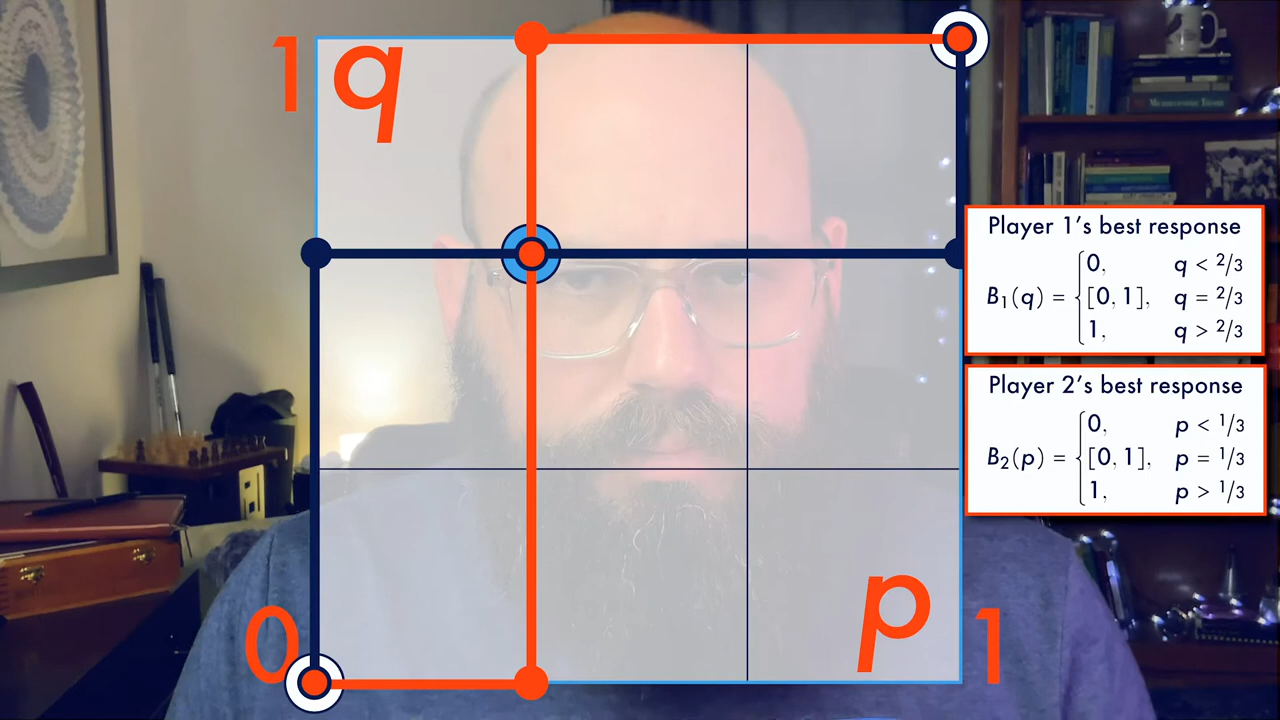 1
q
Player 1’s best response
B₁(q) = { 0, q < 2/3
[0, 1], q = 2/3
1, q > 2/3
Player 2’s best response
B₂(p) = { 0, p < 1/3
[0, 1], p = 1/3
1, p > 1/3
p
0
1